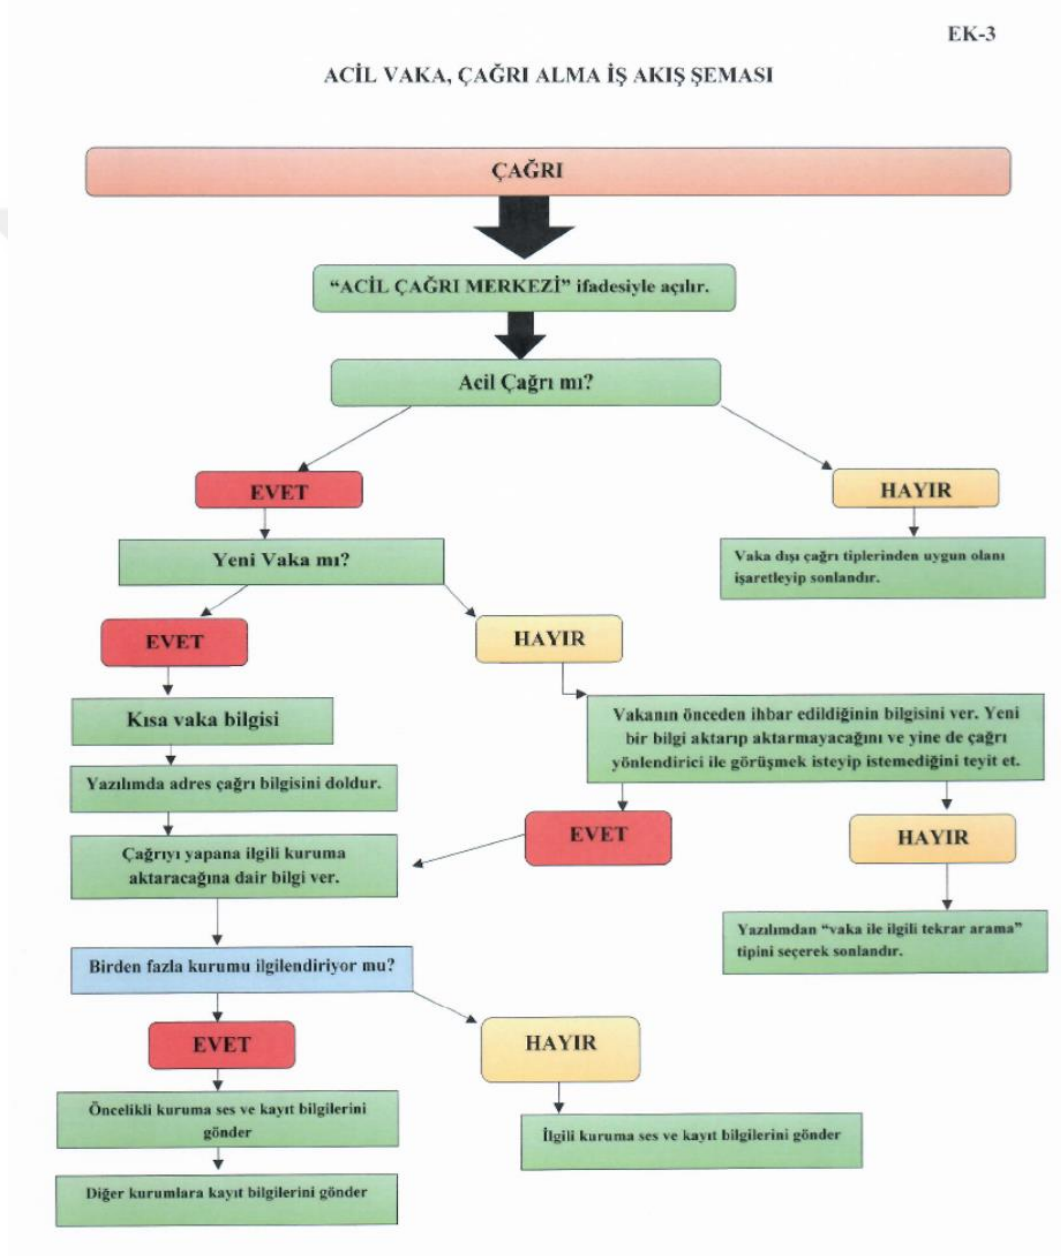 EK-3
ACİL VAKA, ÇAĞRI ALMA İŞ AKIŞ ŞEMASI
ÇAĞRI
“ACİL ÇAĞRI MERKEZİ” ifadesiyle açılır.
Acil Çağrı mı?
EVET
HAYIR
Yeni Vaka mı?
Vaka dışı çağrı tiplerinden uygun olanı
işaretleyip sonlandır.
EVET
HAYIR
Kısa vaka bilgisi
Vakanın önceden ihbar edildiğinin bilgisini ver. Yeni
bir bilgi aktarıp aktarmayacağını ve yine de çağrı
yönlendirici ile görüşmek isteyip istemediğini teyit et.
Yazılımda adres çağrı bilgisini doldur.
EVET
HAYIR
Çağrıyı yapana ilgili kuruma
aktaracağına dair bilgi ver.
Yazılımdan “vaka ile ilgili tekrar arama”
tipini seçerek sonlandır.
Birden fazla kurumu ilgilendiriyor mu?
EVET
HAYIR
Öncelikli kuruma ses ve kayıt bilgilerini
gönder
İlgili kuruma ses ve kayıt bilgilerini gönder
Diğer kurumlara kayıt bilgilerini gönder